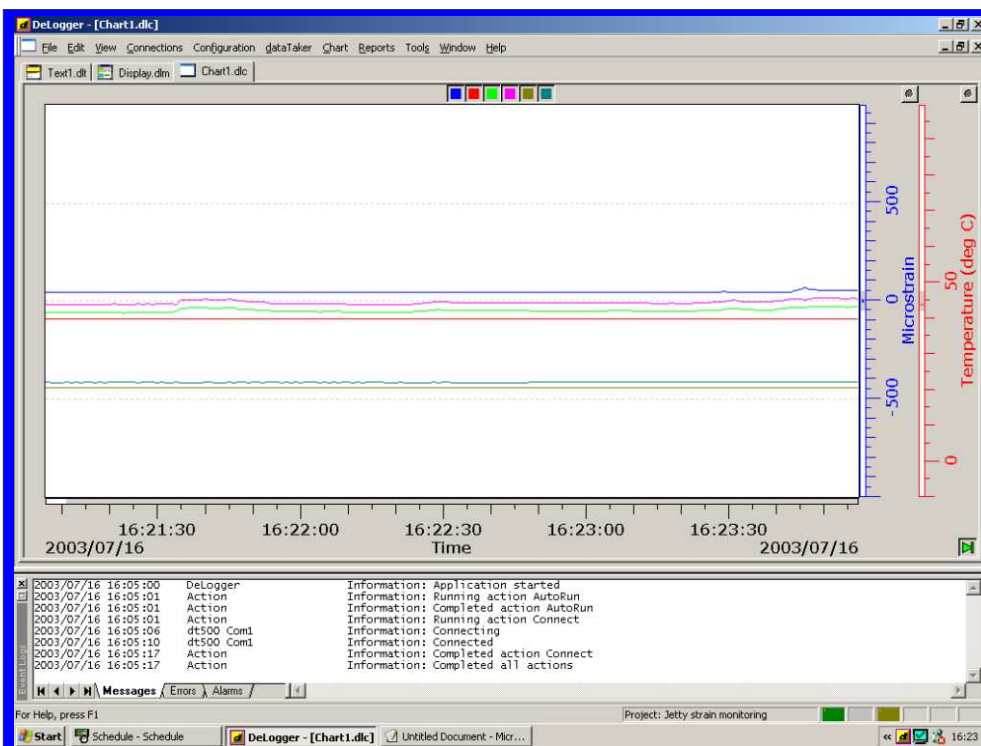 DeLogger - [Chart1.dlc]
File Edit View Connections Configuration dataTaker Chart Reports Tools Window Help
Text1.dlt Display.dlm Chart1.dlc
500
0
-500
Microstrain
50
0
Temperature (deg C)
16:21:30 16:22:00 16:22:30 16:23:00 16:23:30
2003/07/16 Time 2003/07/16
2003/07/16 16:05:00 DeLogger Information: Application started
2003/07/16 16:05:01 Action Information: Running action AutoRun
2003/07/16 16:05:01 Action Information: Completed action AutoRun
2003/07/16 16:05:01 Action Information: Running action Connect
2003/07/16 16:05:06 dt500 Com1 Information: Connecting
2003/07/16 16:05:10 dt500 Com1 Information: Connected
2003/07/16 16:05:17 Action Information: Completed action Connect
2003/07/16 16:05:17 Action Information: Completed all actions
Event Logs
Messages Errors Alarms
For Help, press F1 Project: Jetty strain monitoring
Start Schedule - Schedule DeLogger - [Chart1.dlc] Untitled Document - Micr... 16:23